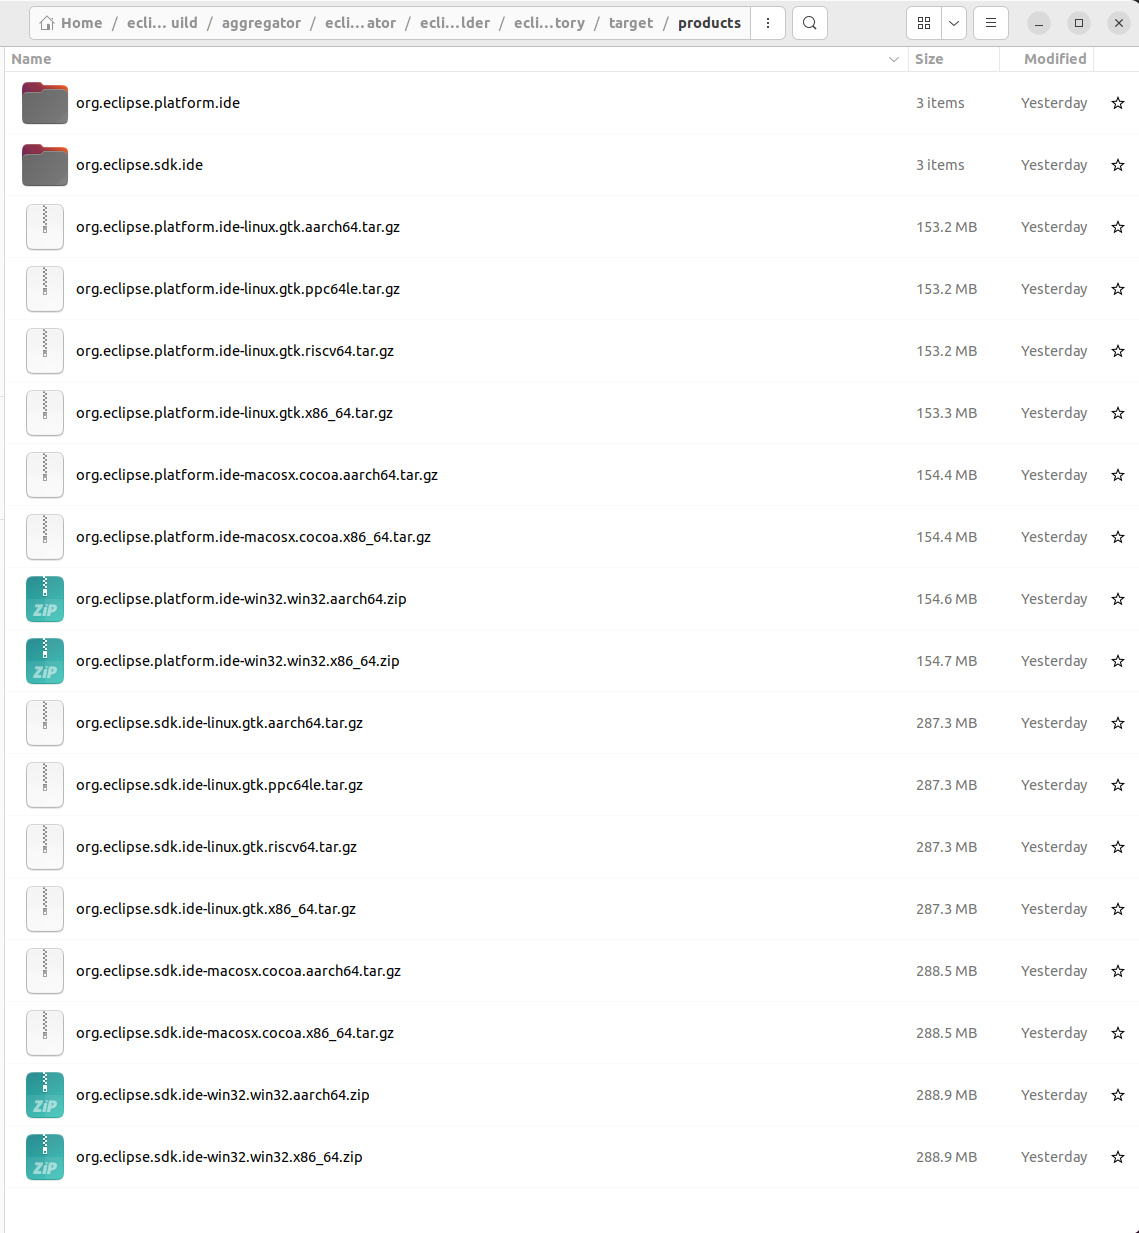 Home / ecli… uild / aggregator / ecli…ator / ecli…lder / ecli…tory / target / products
Name Size Modified
org.eclipse.platform.ide 3 items Yesterday
org.eclipse.sdk.ide 3 items Yesterday
org.eclipse.platform.ide-linux.gtk.aarch64.tar.gz 153.2 MB Yesterday
org.eclipse.platform.ide-linux.gtk.ppc64le.tar.gz 153.2 MB Yesterday
org.eclipse.platform.ide-linux.gtk.riscv64.tar.gz 153.2 MB Yesterday
org.eclipse.platform.ide-linux.gtk.x86_64.tar.gz 153.3 MB Yesterday
org.eclipse.platform.ide-macosx.cocoa.aarch64.tar.gz 154.4 MB Yesterday
org.eclipse.platform.ide-macosx.cocoa.x86_64.tar.gz 154.4 MB Yesterday
ZiP org.eclipse.platform.ide-win32.win32.aarch64.zip 154.6 MB Yesterday
ZiP org.eclipse.platform.ide-win32.win32.x86_64.zip 154.7 MB Yesterday
org.eclipse.sdk.ide-linux.gtk.aarch64.tar.gz 287.3 MB Yesterday
org.eclipse.sdk.ide-linux.gtk.ppc64le.tar.gz 287.3 MB Yesterday
org.eclipse.sdk.ide-linux.gtk.riscv64.tar.gz 287.3 MB Yesterday
org.eclipse.sdk.ide-linux.gtk.x86_64.tar.gz 287.3 MB Yesterday
org.eclipse.sdk.ide-macosx.cocoa.aarch64.tar.gz 288.5 MB Yesterday
org.eclipse.sdk.ide-macosx.cocoa.x86_64.tar.gz 288.5 MB Yesterday
ZiP org.eclipse.sdk.ide-win32.win32.aarch64.zip 288.9 MB Yesterday
ZiP org.eclipse.sdk.ide-win32.win32.x86_64.zip 288.9 MB Yesterday